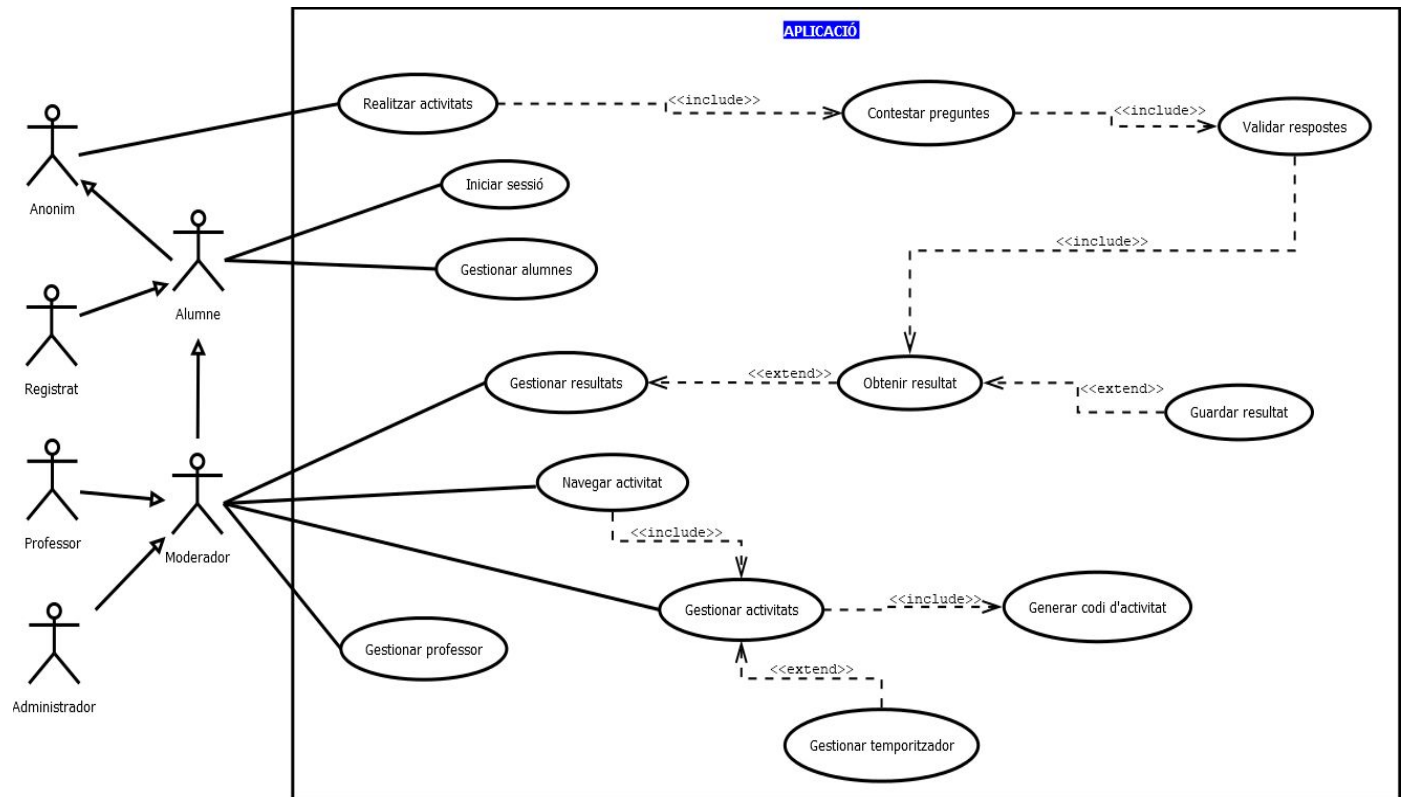 APLICACIÓ
Realitzar activitats
<<include>>
Contestar preguntes
<<include>>
Validar respostes
Anonim
Iniciar sessió
<<include>>
Gestionar alumnes
Alumne
Registrat
Gestionar resultats
<<extend>>
Obtenir resultat
<<extend>>
Guardar resultat
Navegar activitat
Professor
Moderador
<<include>>
Gestionar activitats
<<include>>
Generar codi d'activitat
Gestionar professor
<<extend>>
Administrador
Gestionar temporitzador